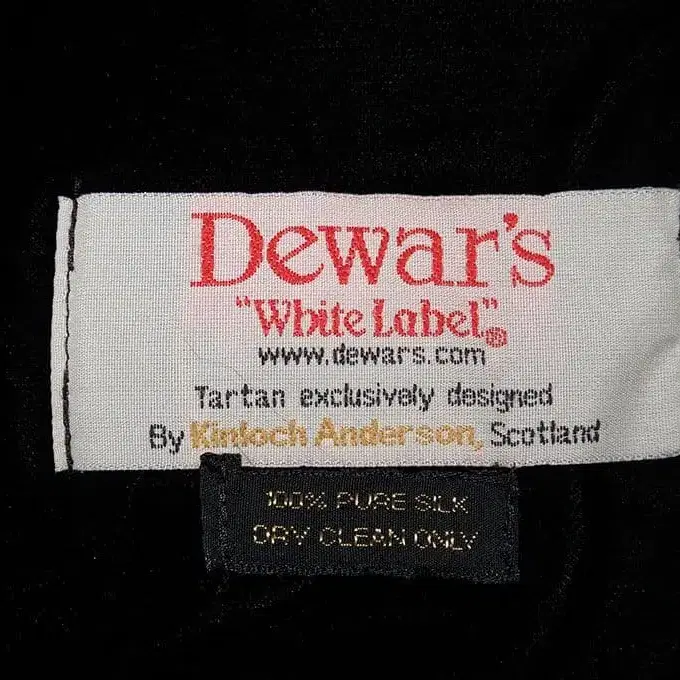 Dewar's
"White Label"®
www.dewars.com
Tartan exclusively designed
By Kinloch Anderson, Scotland
100% PURE SILK
DRY CLEAN ONLY